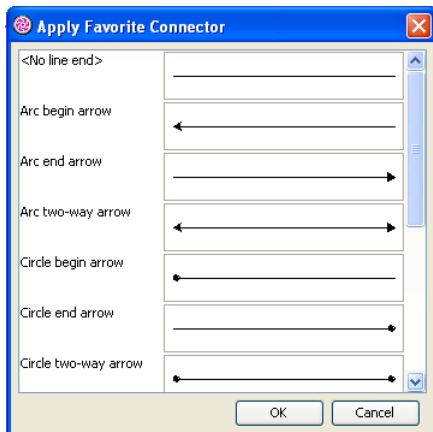 Apply Favorite Connector
<No line end>
Arc begin arrow
Arc end arrow
Arc two-way arrow
Circle begin arrow
Circle end arrow
Circle two-way arrow
OK Cancel